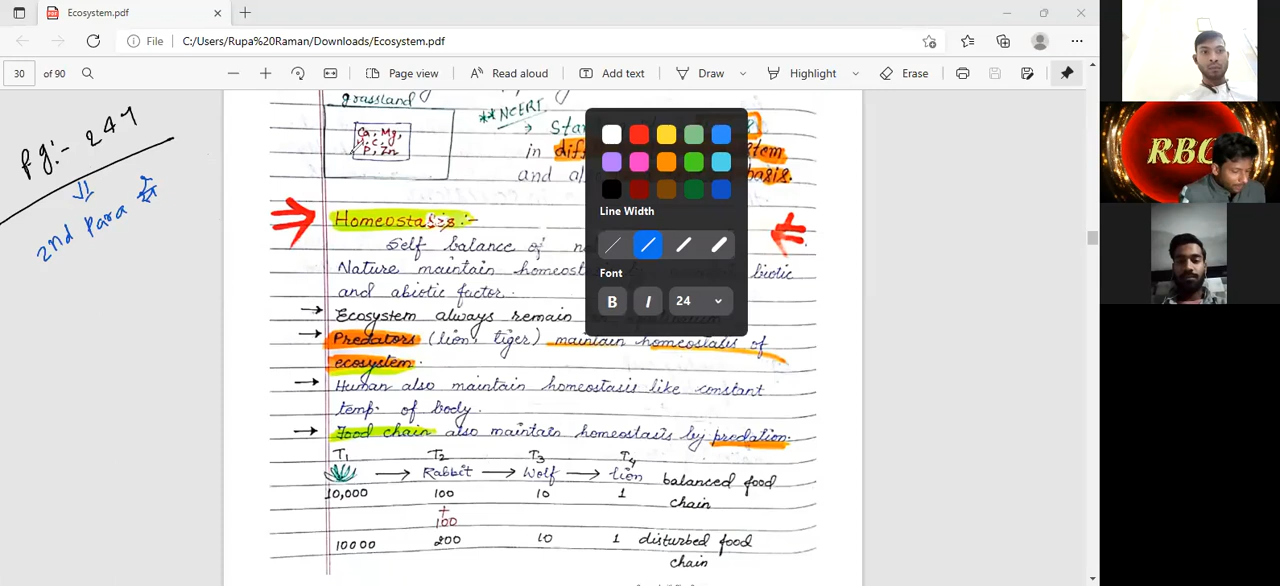 Ecosystem.pdf
File C:/Users/Rupa%20Raman/Downloads/Ecosystem.pdf
30 of 90 Page view Read aloud Add text Draw Highlight Erase
grassland
**NCERT
Ca, Mg,
P, Zn
in
and
basis.
Pg:- 247
2nd Para
Homeostasis:-
Self balance of
Nature maintain biotic
and abiotic factor.
Line Width
Font
B I 24
→ Ecosystem always remain
→ Predators (lion, tiger) maintain homeostasis of
ecosystem.
→ Human also maintain homeostasis like constant
temp. of body.
→ Food chain also maintain homeostasis by predation.
T1 T2 T3 T4
→ Rabbit → Wolf → lion balanced food
10,000 100 10 1 chain
+
100
10000 200 10 1 disturbed food
chain
RBC